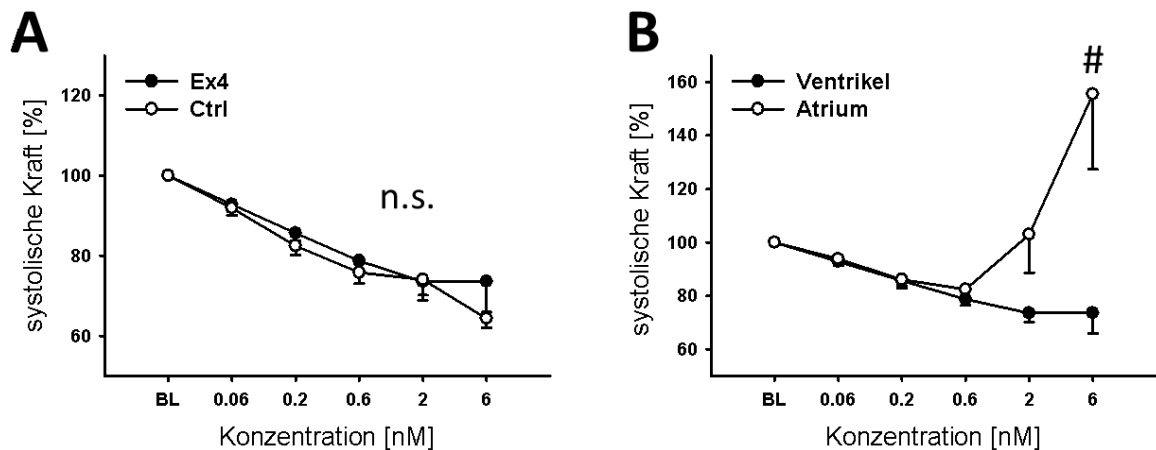 A
systolische Kraft [%]
120
100
80
60
Ex4
Ctrl
n.s.
BL 0.06 0.2 0.6 2 6
Konzentration [nM]
B
systolische Kraft [%]
160
140
120
100
80
60
Ventrikel
Atrium
#
BL 0.06 0.2 0.6 2 6
Konzentration [nM]